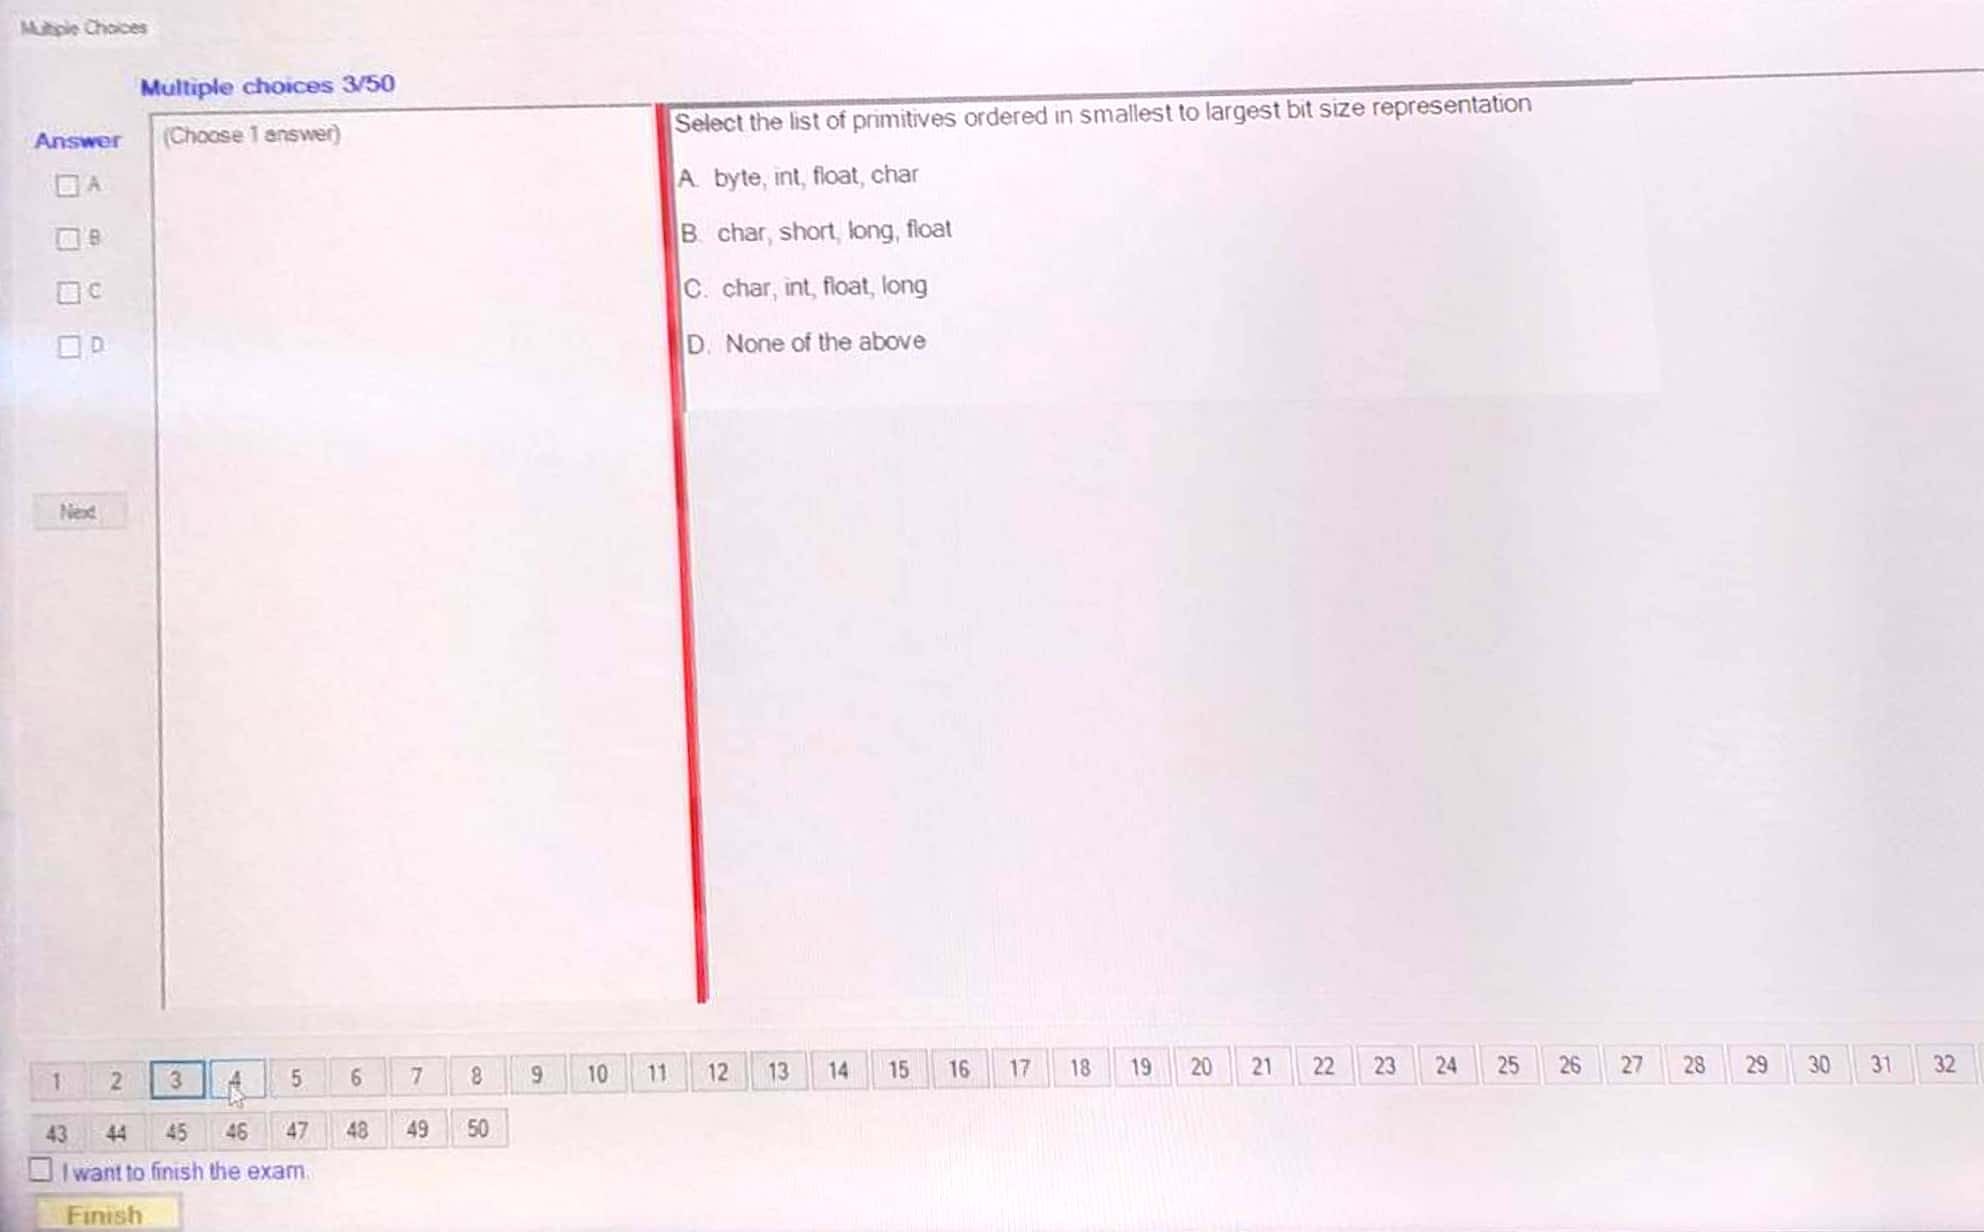 Multiple Choices
Multiple choices 3/50
Answer
(Choose 1 answer)
A
B
C
D
Next
Select the list of primitives ordered in smallest to largest bit size representation
A. byte, int, float, char
B. char, short, long, float
C. char, int, float, long
D. None of the above
1 2 3 4 5 6 7 8 9 10 11 12 13 14 15 16 17 18 19 20 21 22 23 24 25 26 27 28 29 30 31 32
43 44 45 46 47 48 49 50
I want to finish the exam.
Finish